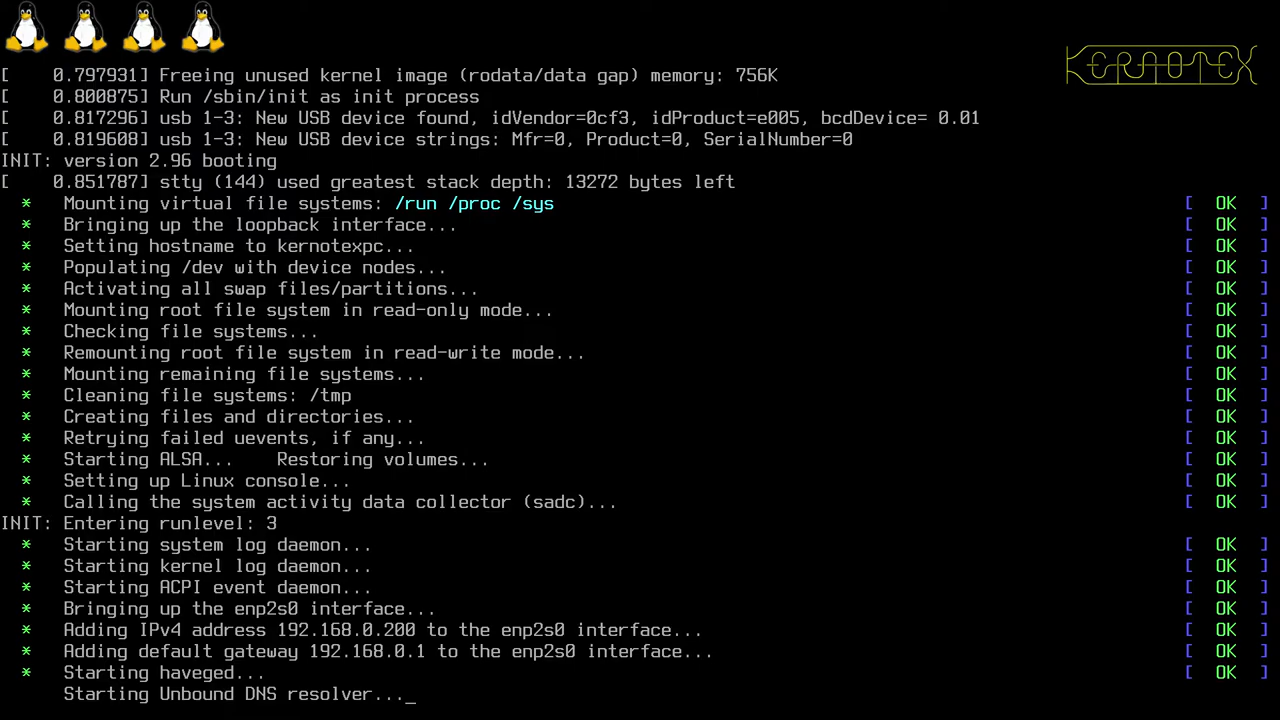 KERNOTEX
[    0.797931] Freeing unused kernel image (rodata/data gap) memory: 756K
[    0.800875] Run /sbin/init as init process
[    0.817296] usb 1-3: New USB device found, idVendor=0cf3, idProduct=e005, bcdDevice= 0.01
[    0.819608] usb 1-3: New USB device strings: Mfr=0, Product=0, SerialNumber=0
INIT: version 2.96 booting
[    0.851787] stty (144) used greatest stack depth: 13272 bytes left
*   Mounting virtual file systems: /run /proc /sys [  OK  ]
*   Bringing up the loopback interface... [  OK  ]
*   Setting hostname to kernotexpc... [  OK  ]
*   Populating /dev with device nodes... [  OK  ]
*   Activating all swap files/partitions... [  OK  ]
*   Mounting root file system in read-only mode... [  OK  ]
*   Checking file systems... [  OK  ]
*   Remounting root file system in read-write mode... [  OK  ]
*   Mounting remaining file systems... [  OK  ]
*   Cleaning file systems: /tmp [  OK  ]
*   Creating files and directories... [  OK  ]
*   Retrying failed uevents, if any... [  OK  ]
*   Starting ALSA...    Restoring volumes... [  OK  ]
*   Setting up Linux console... [  OK  ]
*   Calling the system activity data collector (sadc)... [  OK  ]
INIT: Entering runlevel: 3
*   Starting system log daemon... [  OK  ]
*   Starting kernel log daemon... [  OK  ]
*   Starting ACPI event daemon... [  OK  ]
*   Bringing up the enp2s0 interface... [  OK  ]
*   Adding IPv4 address 192.168.0.200 to the enp2s0 interface... [  OK  ]
*   Adding default gateway 192.168.0.1 to the enp2s0 interface... [  OK  ]
*   Starting haveged... [  OK  ]
Starting Unbound DNS resolver..._